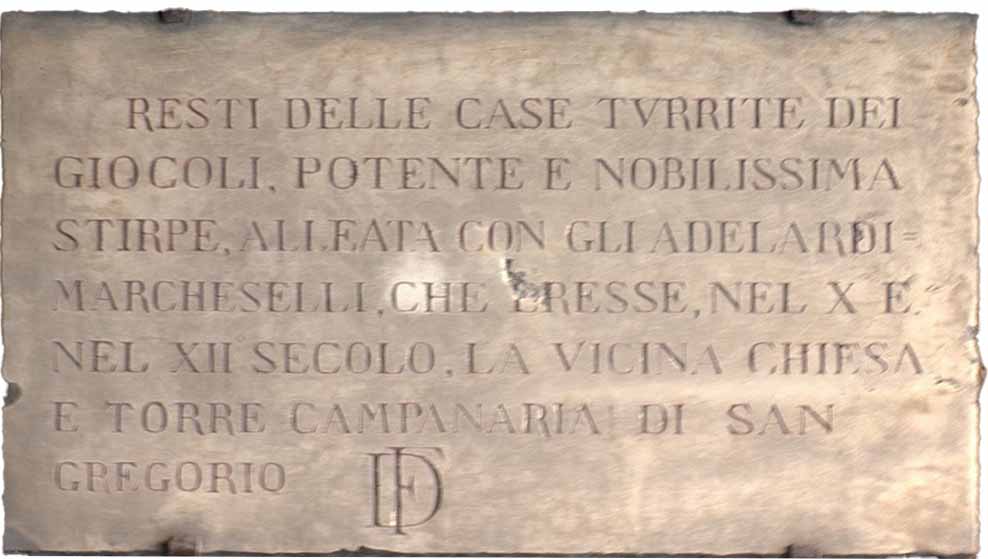 RESTI DELLE CASE TVRRITE DEI
GIOCOLI, POTENTE E NOBILISSIMA
STIRPE, ALLEATA CON GLI ADELARDI=
MARCHESELLI, CHE ERESSE, NEL X E
NEL XII SECOLO, LA VICINA CHIESA
E TORRE CAMPANARIA DI SAN
GREGORIO